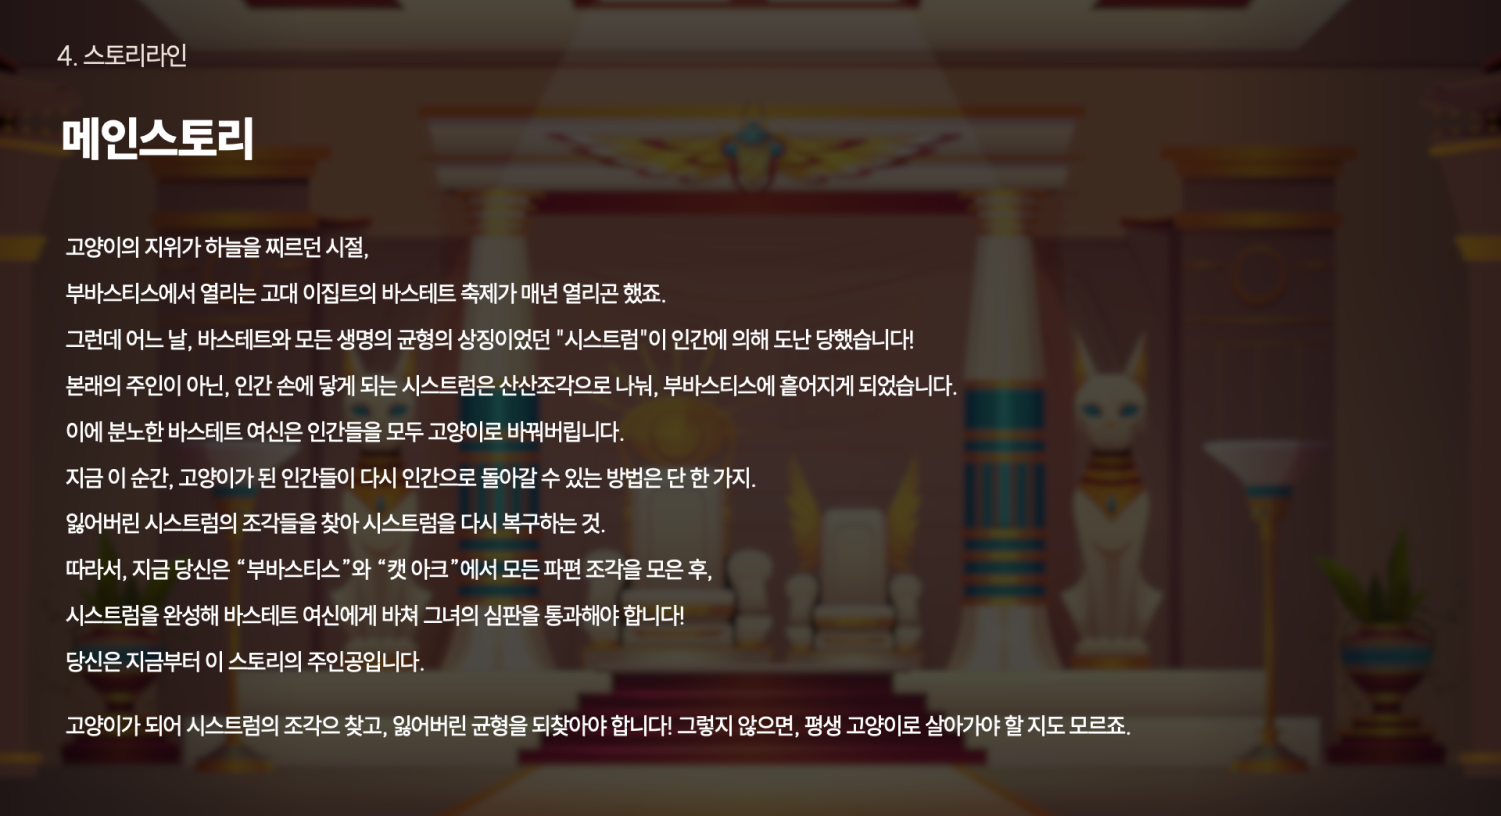 4. 스토리라인
메인스토리
고양이의 지위가 하늘을 찌르던 시절,
부바스티스에서 열리는 고대 이집트의 바스테트 축제가 매년 열리곤 했죠.
그런데 어느 날, 바스테트와 모든 생명의 균형의 상징이었던 "시스트럼"이 인간에 의해 도난 당했습니다!
본래의 주인이 아닌, 인간 손에 닿게 되는 시스트럼은 산산조각으로 나눠, 부바스티스에 흩어지게 되었습니다.
이에 분노한 바스테트 여신은 인간들을 모두 고양이로 바꿔버립니다.
지금 이 순간, 고양이가 된 인간들이 다시 인간으로 돌아갈 수 있는 방법은 단 한 가지.
잃어버린 시스트럼의 조각들을 찾아 시스트럼을 다시 복구하는 것.
따라서, 지금 당신은 “부바스티스”와 “캣 아크”에서 모든 파편 조각을 모은 후,
시스트럼을 완성해 바스테트 여신에게 바쳐 그녀의 심판을 통과해야 합니다!
당신은 지금부터 이 스토리의 주인공입니다.
고양이가 되어 시스트럼의 조각으 찾고, 잃어버린 균형을 되찾아야 합니다! 그렇지 않으면, 평생 고양이로 살아가야 할 지도 모르죠.